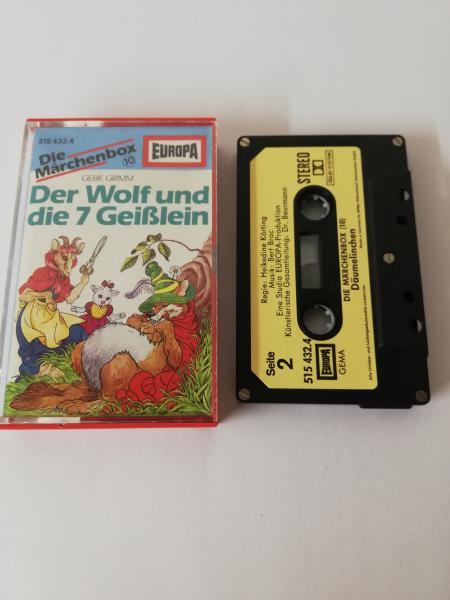 515 432.4
Die
Märchenbox
10
EUROPA
GEBR. GRIMM
Der Wolf und
die 7 Geißlein
STEREO
Regie: Heikedine Körting
Musik: Bert Brac
Eine Studio EUROPA-Produktion
Künstlerische Gesamtleitung: Dr. Beurmann
DIE MÄRCHENBOX (10)
Däumelinchen
Seite
2
515 432.4
EUROPA
GEMA